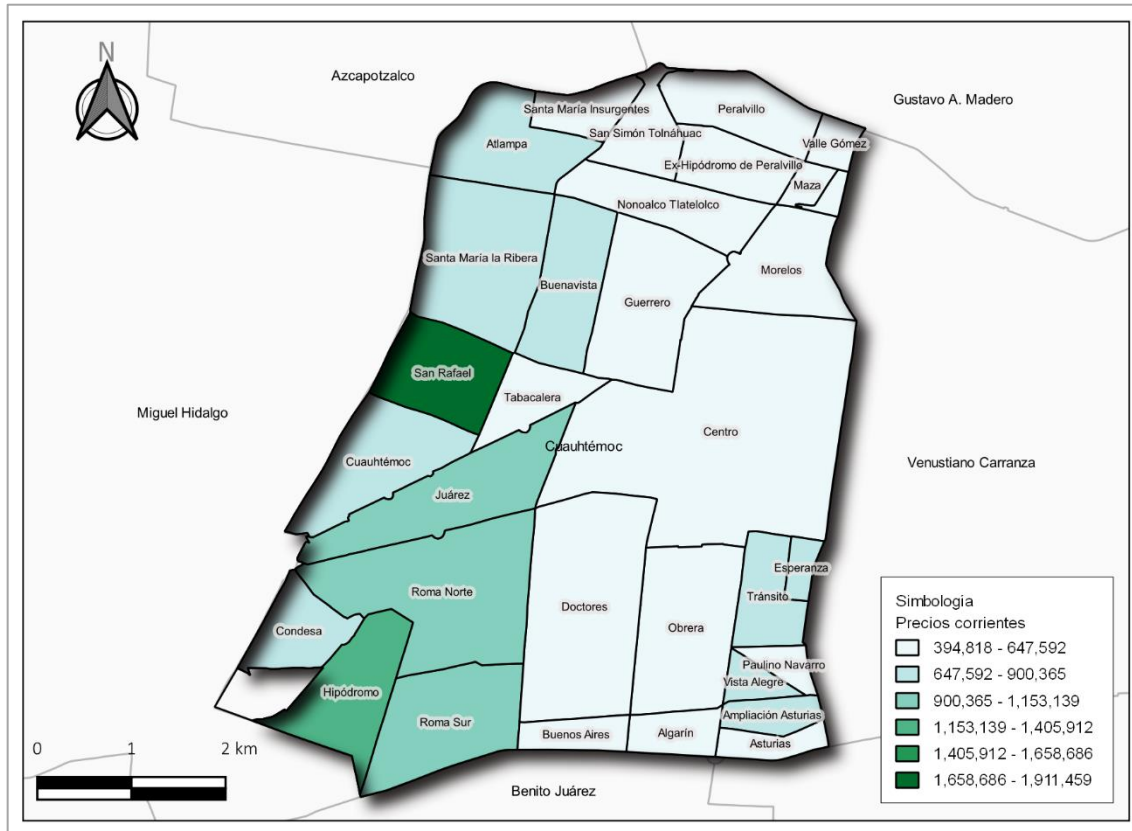 N
Azcapotzalco
Gustavo A. Madero
Santa María Insurgentes
Peralvillo
San Simón Tolnáhuac
Valle Gómez
Atlampa
Ex-Hipódromo de Peralvillo
Maza
Nonoalco Tlatelolco
Santa María la Ribera
Morelos
Buenavista
Guerrero
San Rafael
Tabacalera
Miguel Hidalgo
Centro
Cuauhtémoc
Cuauhtémoc
Venustiano Carranza
Juárez
Esperanza
Roma Norte
Tránsito
Doctores
Condesa
Obrera
Paulino Navarro
Vista Alegre
Hipódromo
Roma Sur
Ampliación Asturias
Buenos Aires
Algarín
Asturias
Benito Juárez
0 1 2 km
Simbologia
Precios corrientes
394,818 - 647,592
647,592 - 900,365
900,365 - 1,153,139
1,153,139 - 1,405,912
1,405,912 - 1,658,686
1,658,686 - 1,911,459